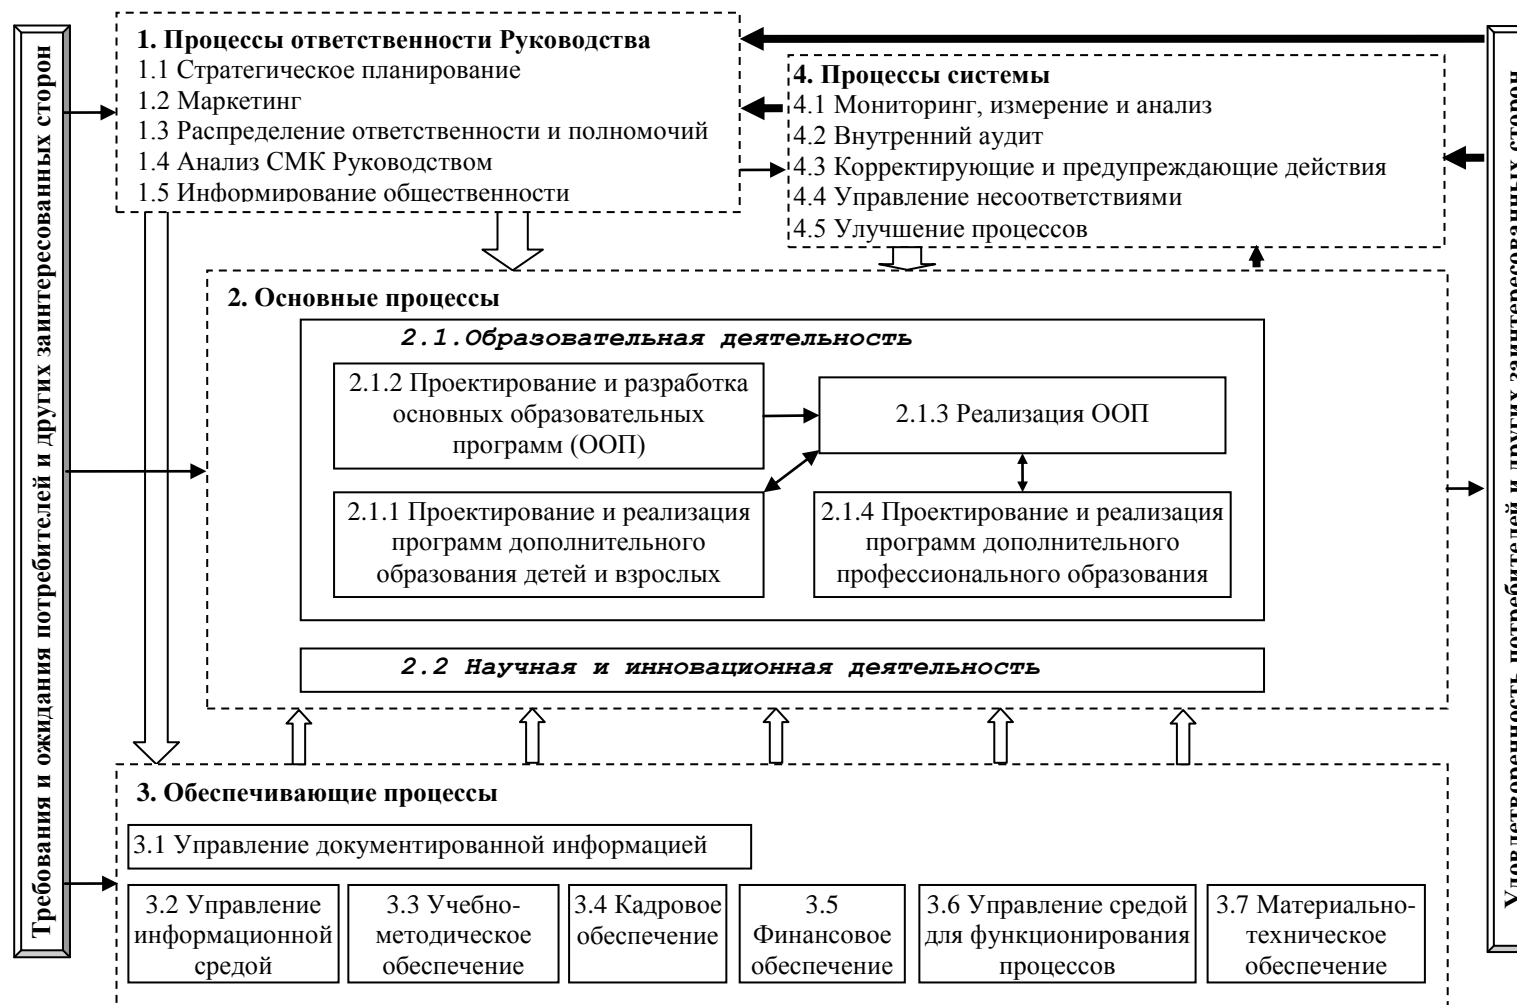 Требования и ожидания потребителей и других заинтересованных сторон
1. Процессы ответственности Руководства
1.1 Стратегическое планирование
1.2 Маркетинг
1.3 Распределение ответственности и полномочий
1.4 Анализ СМК Руководством
1.5 Информирование общественности
4. Процессы системы
4.1 Мониторинг, измерение и анализ
4.2 Внутренний аудит
4.3 Корректирующие и предупреждающие действия
4.4 Управление несоответствиями
4.5 Улучшение процессов
2. Основные процессы
2.1.Образовательная деятельность
2.1.2 Проектирование и разработка
основных образовательных
программ (ООП)
2.1.3 Реализация ООП
2.1.1 Проектирование и реализация
программ дополнительного
образования детей и взрослых
2.1.4 Проектирование и реализация
программ дополнительного
профессионального образования
2.2 Научная и инновационная деятельность
3. Обеспечивающие процессы
3.1 Управление документированной информацией
3.2 Управление
информационной
средой
3.3 Учебно-
методическое
обеспечение
3.4 Кадровое
обеспечение
3.5
Финансовое
обеспечение
3.6 Управление средой
для функционирования
процессов
3.7 Материально-
техническое
обеспечение
Удовлетворенность потребителей и других заинтересованных сторон